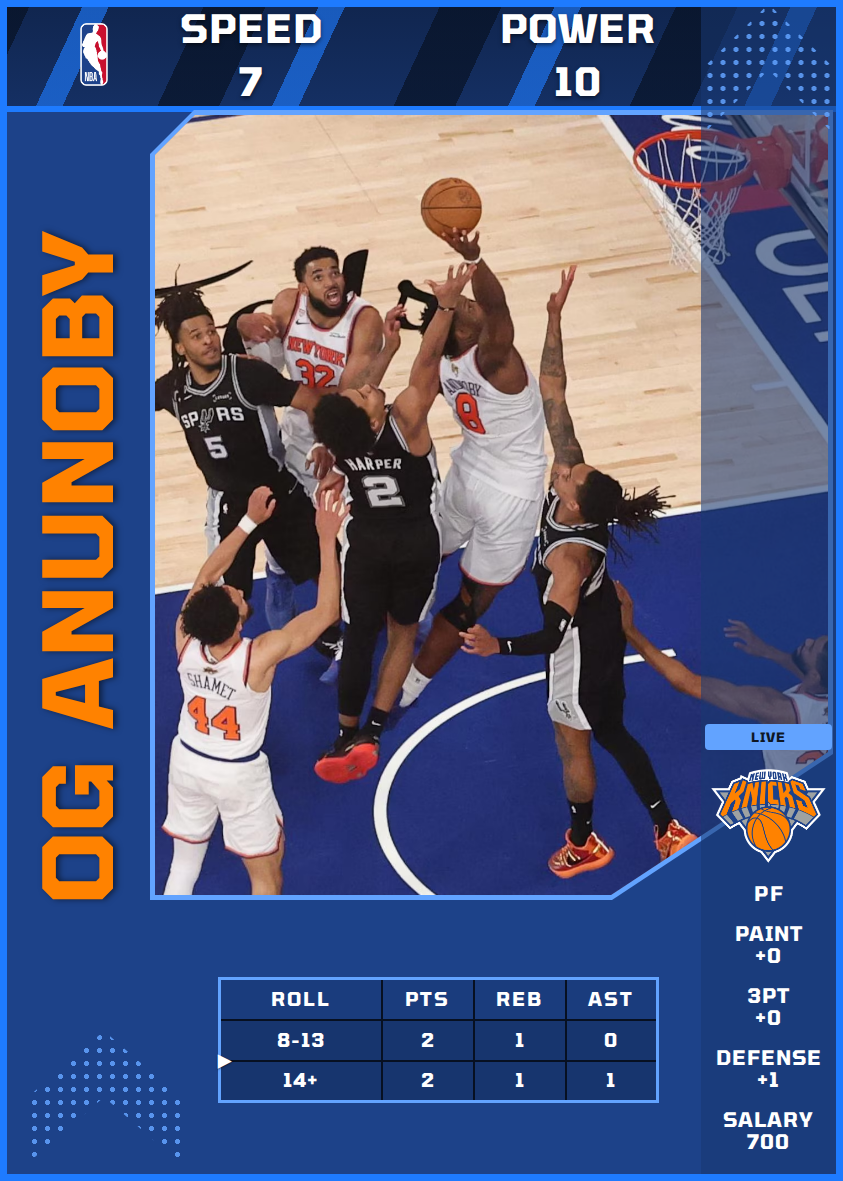 SPEED
7
POWER
10
NBA
OG ANUNOBY
NEW YORK
32
SPURS
5
HARPER
2
8
SHAMET
44
LIVE
NEW YORK
KNICKS
PF
PAINT
+0
3PT
+0
DEFENSE
+1
SALARY
700
ROLL PTS REB AST
8-13 2 1 0
14+ 2 1 1